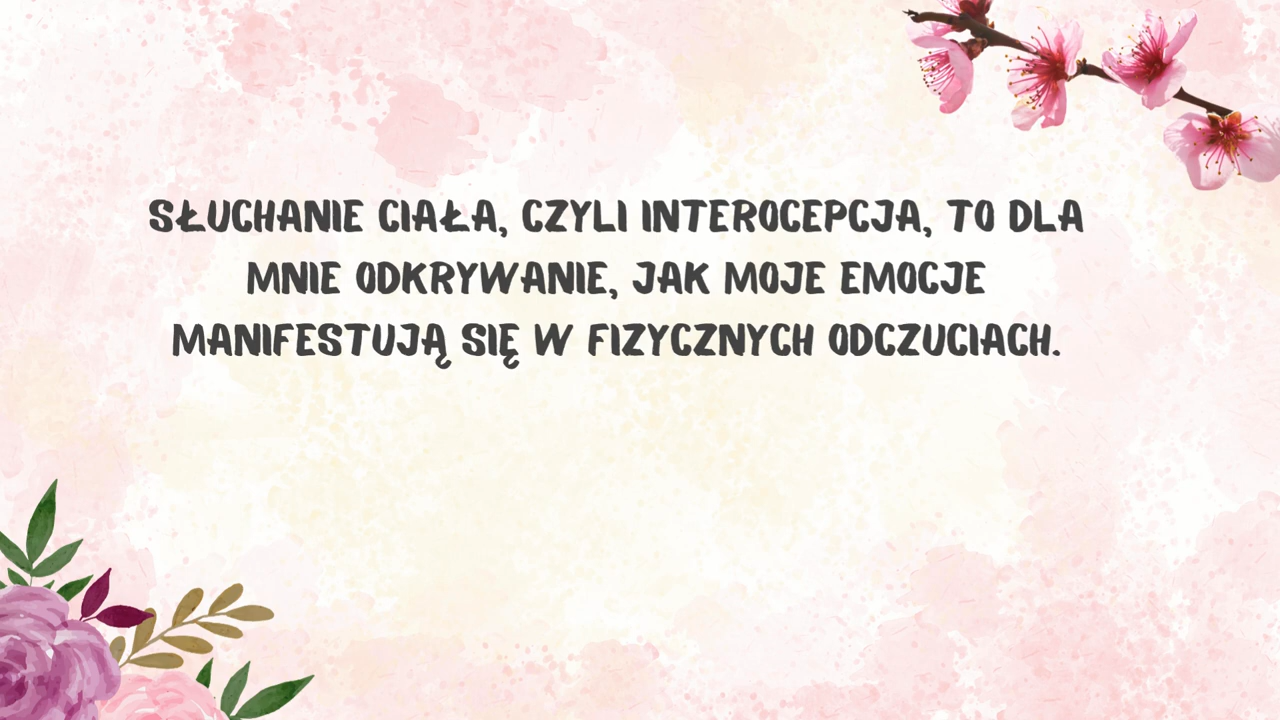 SŁUCHANIE CIAŁA, CZYLI INTEROCEPCJA, TO DLA
MNIE ODKRYWANIE, JAK MOJE EMOCJE
MANIFESTUJĄ SIĘ W FIZYCZNYCH ODCZUCIACH.